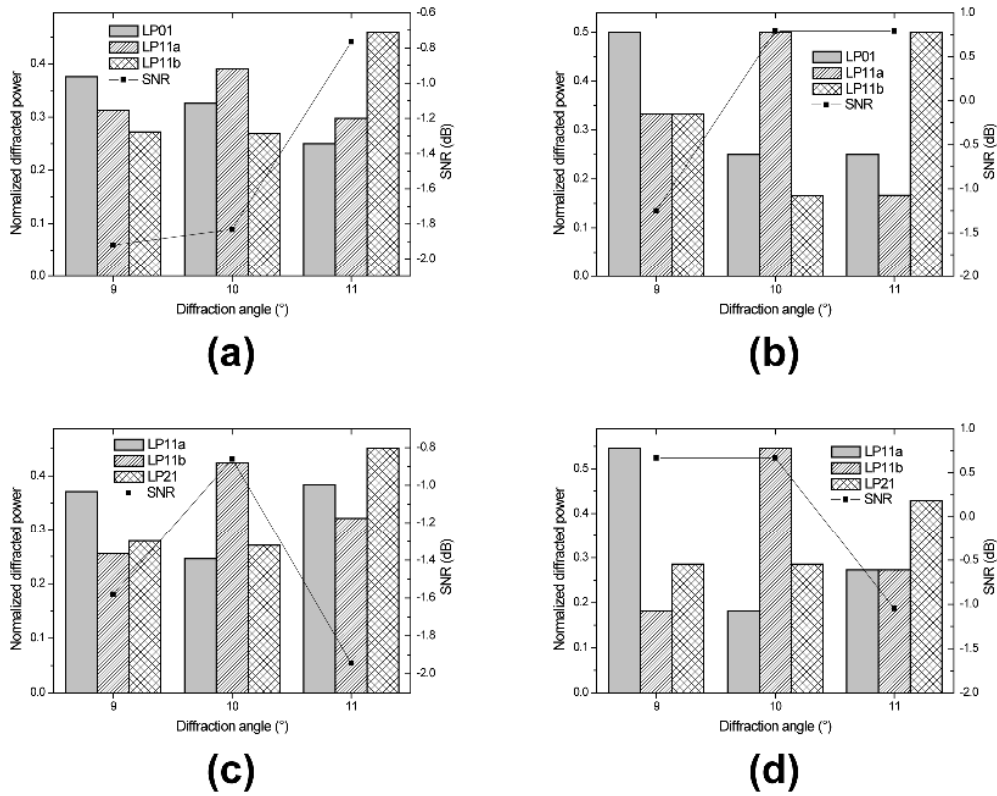 LP01
LP11a
LP11b
SNR
Normalized diffracted power
0.4
0.3
0.2
0.1
0.0
SNR (dB)
-0.6
-0.8
-1.0
-1.2
-1.4
-1.6
-1.8
-2.0
9 10 11
Diffraction angle (°)
(a)
LP01
LP11a
LP11b
SNR
Normalized diffracted power
0.5
0.4
0.3
0.2
0.1
0.0
SNR (dB)
1.0
0.5
0.0
-0.5
-1.0
-1.5
-2.0
9 10 11
Diffraction angle (°)
(b)
LP11a
LP11b
LP21
SNR
Normalized diffracted power
0.4
0.3
0.2
0.1
0.0
SNR (dB)
-0.8
-1.0
-1.2
-1.4
-1.6
-1.8
-2.0
9 10 11
Diffraction angle (°)
(c)
LP11a
LP11b
LP21
SNR
Normalized diffracted power
0.5
0.4
0.3
0.2
0.1
0.0
SNR (dB)
1.0
0.5
0.0
-0.5
-1.0
-1.5
-2.0
9 10 11
Diffraction angle (°)
(d)